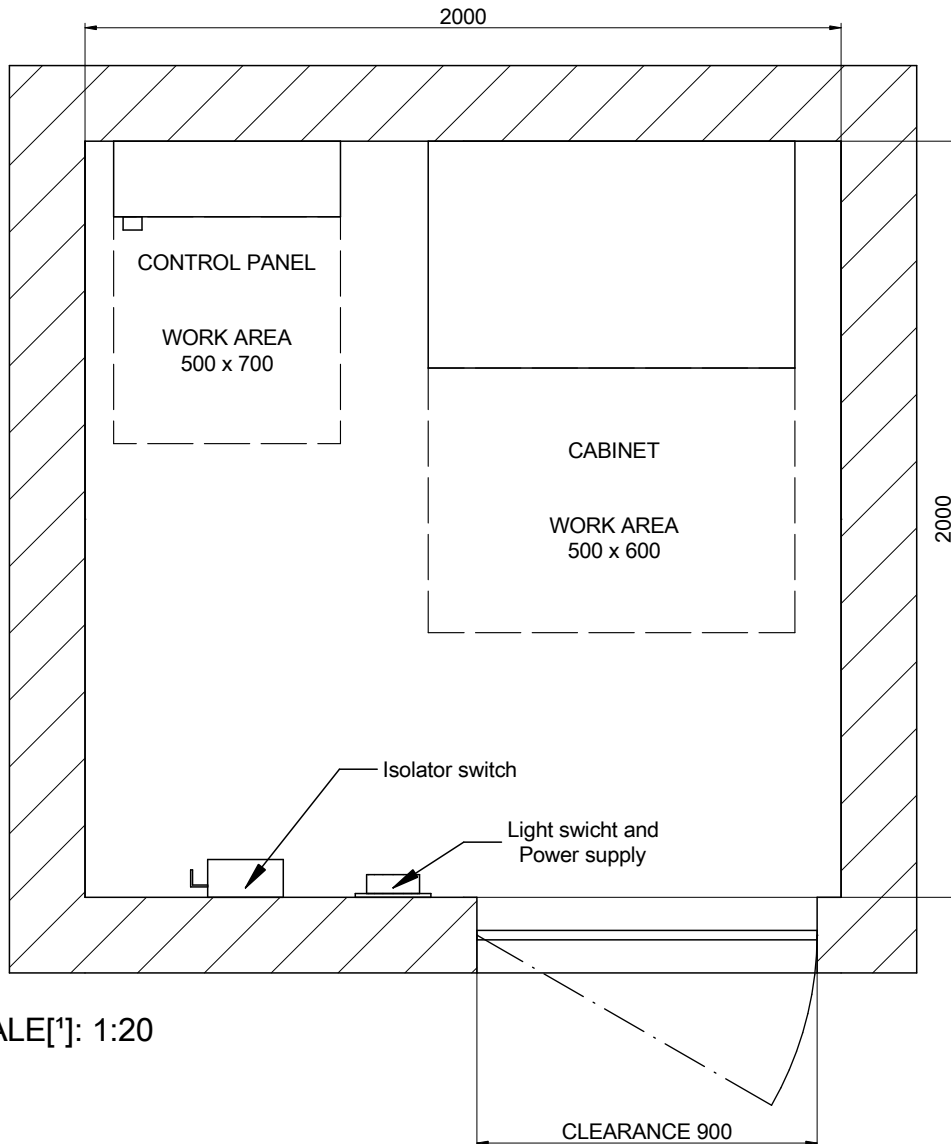 2000
CONTROL PANEL
WORK AREA
500 x 700
CABINET
WORK AREA
500 x 600
2000
Isolator switch
Light swicht and
Power supply
ALE[¹]: 1:20
CLEARANCE 900